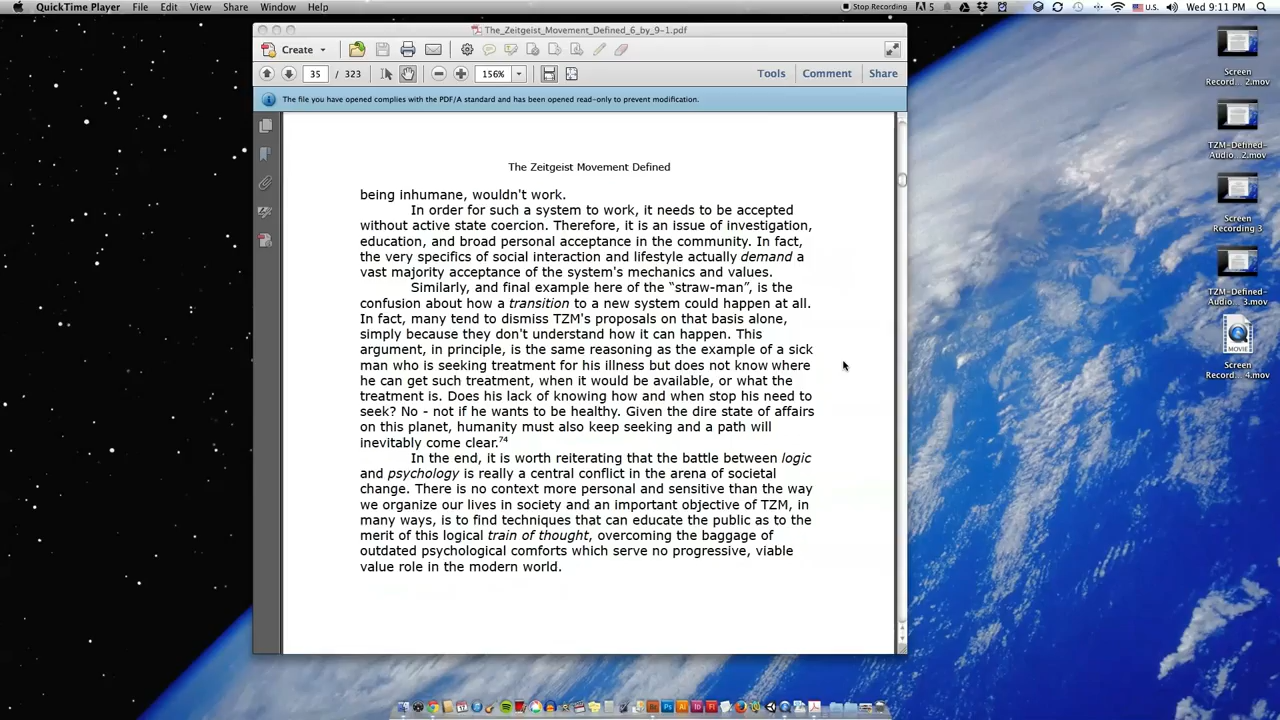 QuickTime Player File Edit View Share Window Help
Stop Recording 5 U.S. Wed 9:11 PM
The_Zeitgeist_Movement_Defined_6_by_9-1.pdf
Create
35 / 323 156% Tools Comment Share
The file you have opened complies with the PDF/A standard and has been opened read-only to prevent modification.
The Zeitgeist Movement Defined
being inhumane, wouldn't work.
In order for such a system to work, it needs to be accepted
without active state coercion. Therefore, it is an issue of investigation,
education, and broad personal acceptance in the community. In fact,
the very specifics of social interaction and lifestyle actually demand a
vast majority acceptance of the system's mechanics and values.
Similarly, and final example here of the “straw-man”, is the
confusion about how a transition to a new system could happen at all.
In fact, many tend to dismiss TZM's proposals on that basis alone,
simply because they don't understand how it can happen. This
argument, in principle, is the same reasoning as the example of a sick
man who is seeking treatment for his illness but does not know where
he can get such treatment, when it would be available, or what the
treatment is. Does his lack of knowing how and when stop his need to
seek? No - not if he wants to be healthy. Given the dire state of affairs
on this planet, humanity must also keep seeking and a path will
inevitably come clear.74
In the end, it is worth reiterating that the battle between logic
and psychology is really a central conflict in the arena of societal
change. There is no context more personal and sensitive than the way
we organize our lives in society and an important objective of TZM, in
many ways, is to find techniques that can educate the public as to the
merit of this logical train of thought, overcoming the baggage of
outdated psychological comforts which serve no progressive, viable
value role in the modern world.
Screen
Record... 2.mov
TZM-Defined-
Audio...2.mov
Screen
Recording 3
TZM-Defined-
Audio...3.mov
MOVIE
Screen
Record... 4.mov